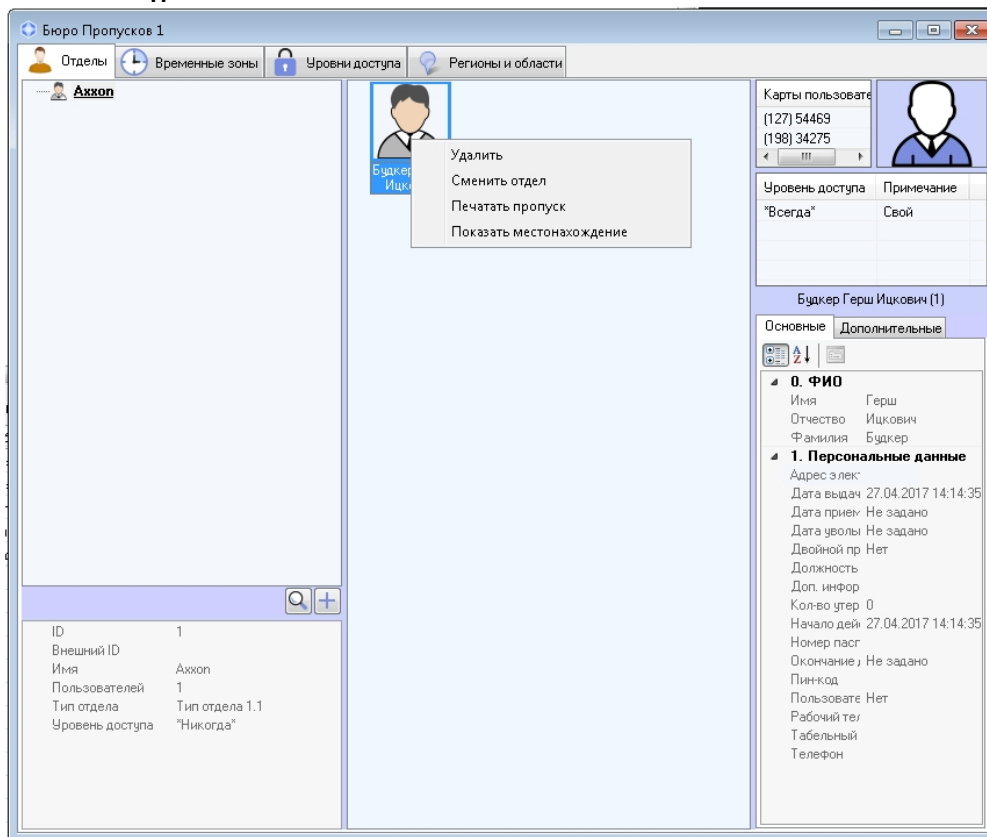 Бюро Пропусков 1
Отделы Временные зоны Уровни доступа Регионы и области
Axxon
Удалить
Сменить отдел
Печатать пропуск
Показать местонахождение
ID 1
Внешний ID
Имя Axxon
Пользователей 1
Тип отдела Тип отдела 1.1
Уровень доступа "Никогда"
Карты пользовате
(127) 54469
(198) 34275
Уровень доступа Примечание
"Всегда" Свой
Будкер Герш Ицкович (1)
Основные Дополнительные
0. ФИО
Имя Герш
Отчество Ицкович
Фамилия Будкер
1. Персональные данные
Адрес элек
Дата выдач 27.04.2017 14:14:35
Дата прием Не задано
Дата уволь Не задано
Двойной пр Нет
Должность
Доп. инфор
Кол-во утер 0
Начало дей 27.04.2017 14:14:35
Номер пасп
Окончание Не задано
Пин-код
Пользовате Нет
Рабочий тел
Табельный
Телефон